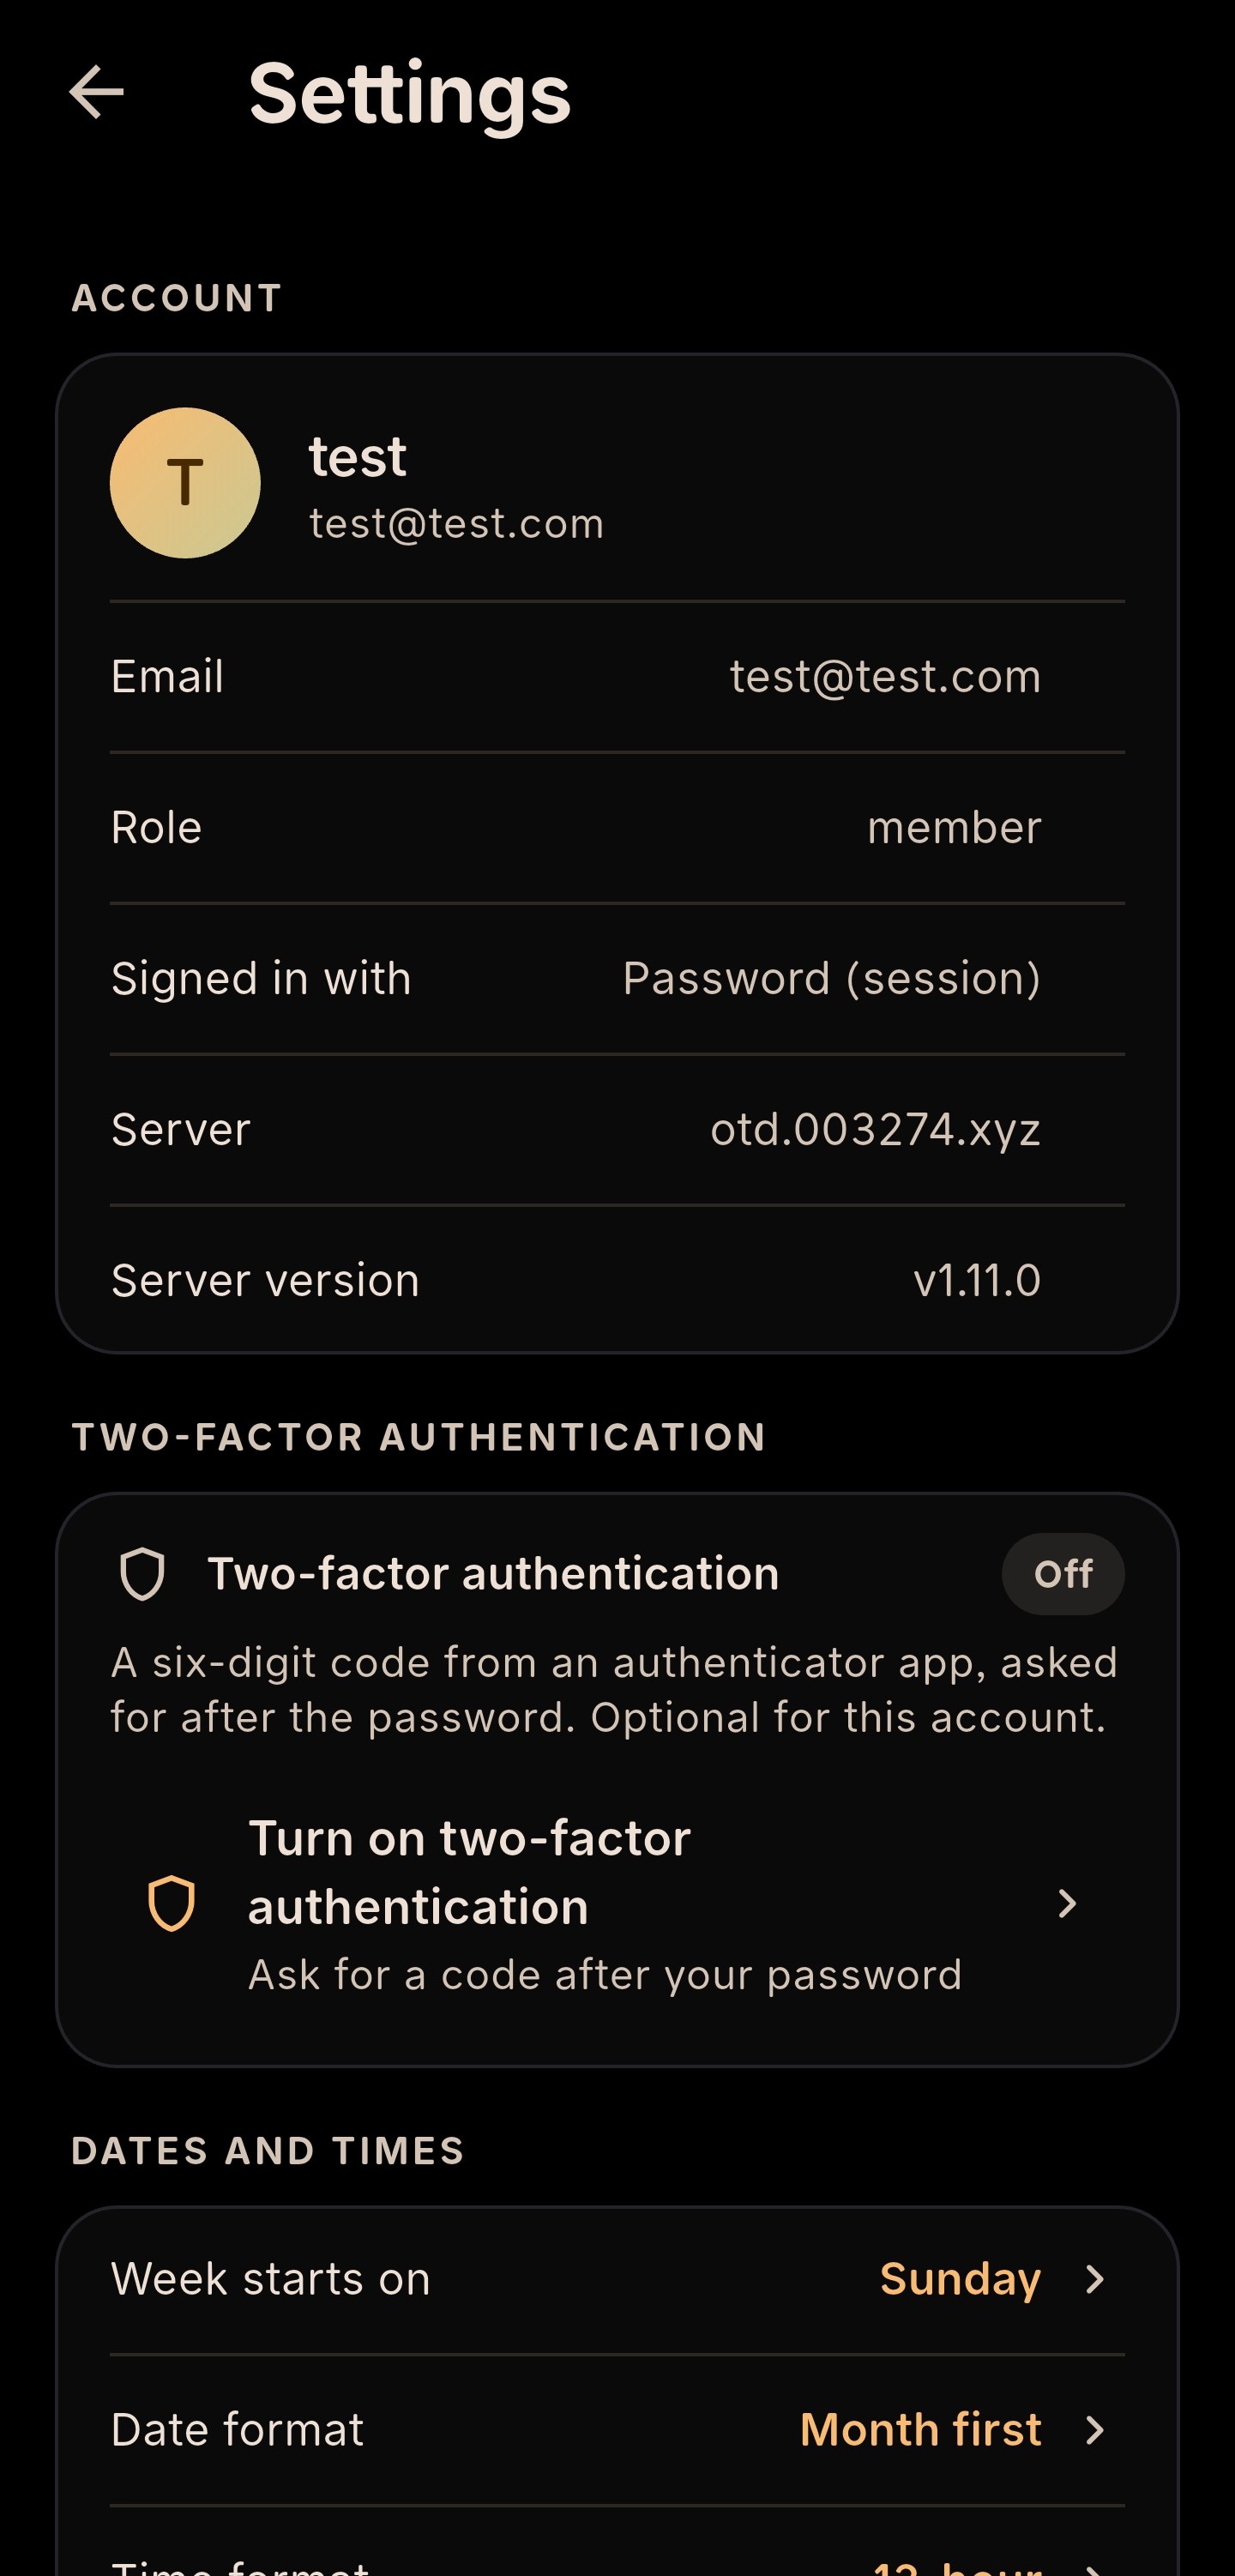 Settings
ACCOUNT
T
test
test@test.com
Email test@test.com
Role member
Signed in with Password (session)
Server otd.003274.xyz
Server version v1.11.0
TWO-FACTOR AUTHENTICATION
Two-factor authentication Off
A six-digit code from an authenticator app, asked
for after the password. Optional for this account.
Turn on two-factor
authentication
Ask for a code after your password
DATES AND TIMES
Week starts on Sunday
Date format Month first
Time format